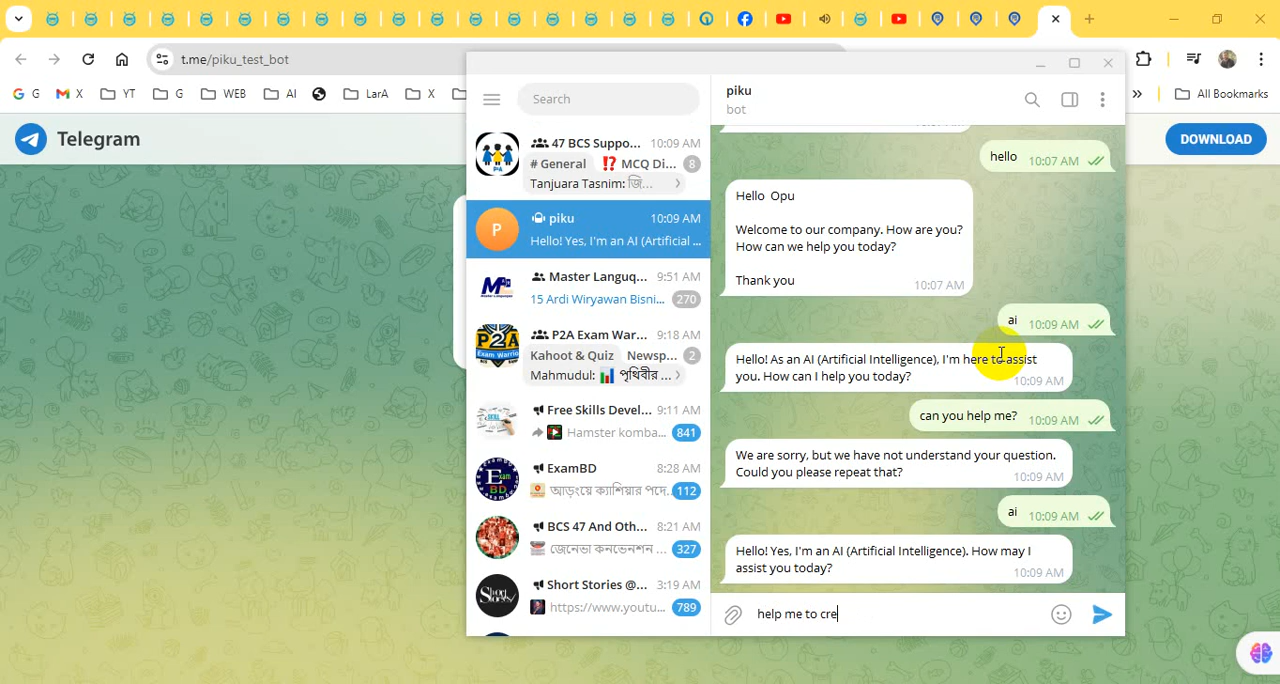 t.me/piku_test_bot
G
X
YT
G
WEB
AI
LarA
X
»
All Bookmarks
Telegram
DOWNLOAD
Search
47 BCS Suppo... 10:09 AM
# General ⁉️ MCQ Di... 8
Tanjuara Tasnim: জি... >
P
piku 10:09 AM
Hello! Yes, I'm an AI (Artificial ...
Master Languq... 9:51 AM
15 Ardi Wiryawan Bisni... 270
P2A Exam War... 9:18 AM
Kahoot & Quiz Newsp... 2
Mahmudul: 📊 পৃথিবীর ... >
Free Skills Devel... 9:11 AM
Hamster komba... 841
ExamBD 8:28 AM
আড়ংয়ে ক্যাশিয়ার পদে... 112
BCS 47 And Oth... 8:21 AM
জেনেভা কনভেনশন ... 327
Short Stories @... 3:19 AM
https://www.youtu... 789
piku
bot
hello 10:07 AM
Hello Opu
Welcome to our company. How are you?
How can we help you today?
Thank you 10:07 AM
ai 10:09 AM
Hello! As an AI (Artificial Intelligence), I'm here to assist
you. How can I help you today? 10:09 AM
can you help me? 10:09 AM
We are sorry, but we have not understand your question.
Could you please repeat that? 10:09 AM
ai 10:09 AM
Hello! Yes, I'm an AI (Artificial Intelligence). How may I
assist you today? 10:09 AM
help me to cre